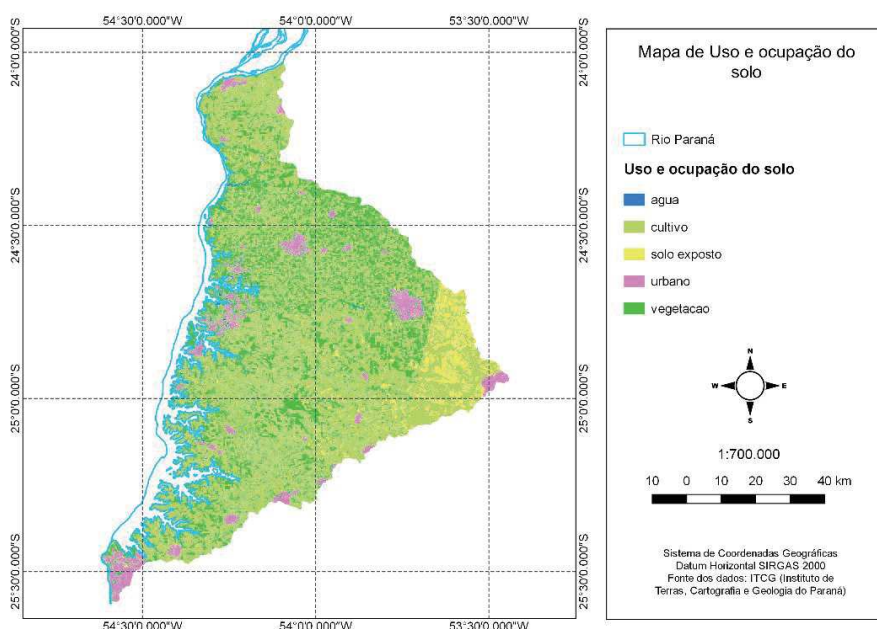 54°30'0.000"W
54°0'0.000"W
53°30'0.000"W
24°0'0.000"S
24°0'0.000"S
24°30'0.000"S
24°30'0.000"S
25°0'0.000"S
25°0'0.000"S
25°30'0.000"S
25°30'0.000"S
54°30'0.000"W
54°0'0.000"W
53°30'0.000"W
Mapa de Uso e ocupação do
solo
Rio Paraná
Uso e ocupação do solo
agua
cultivo
solo exposto
urbano
vegetacao
N
W
E
S
1:700.000
10 0 10 20 30 40 km
Sistema de Coordenadas Geográficas
Datum Horizontal SIRGAS 2000
Fonte dos dados: ITCG (Instituto de
Terras, Cartografia e Geologia do Paraná)